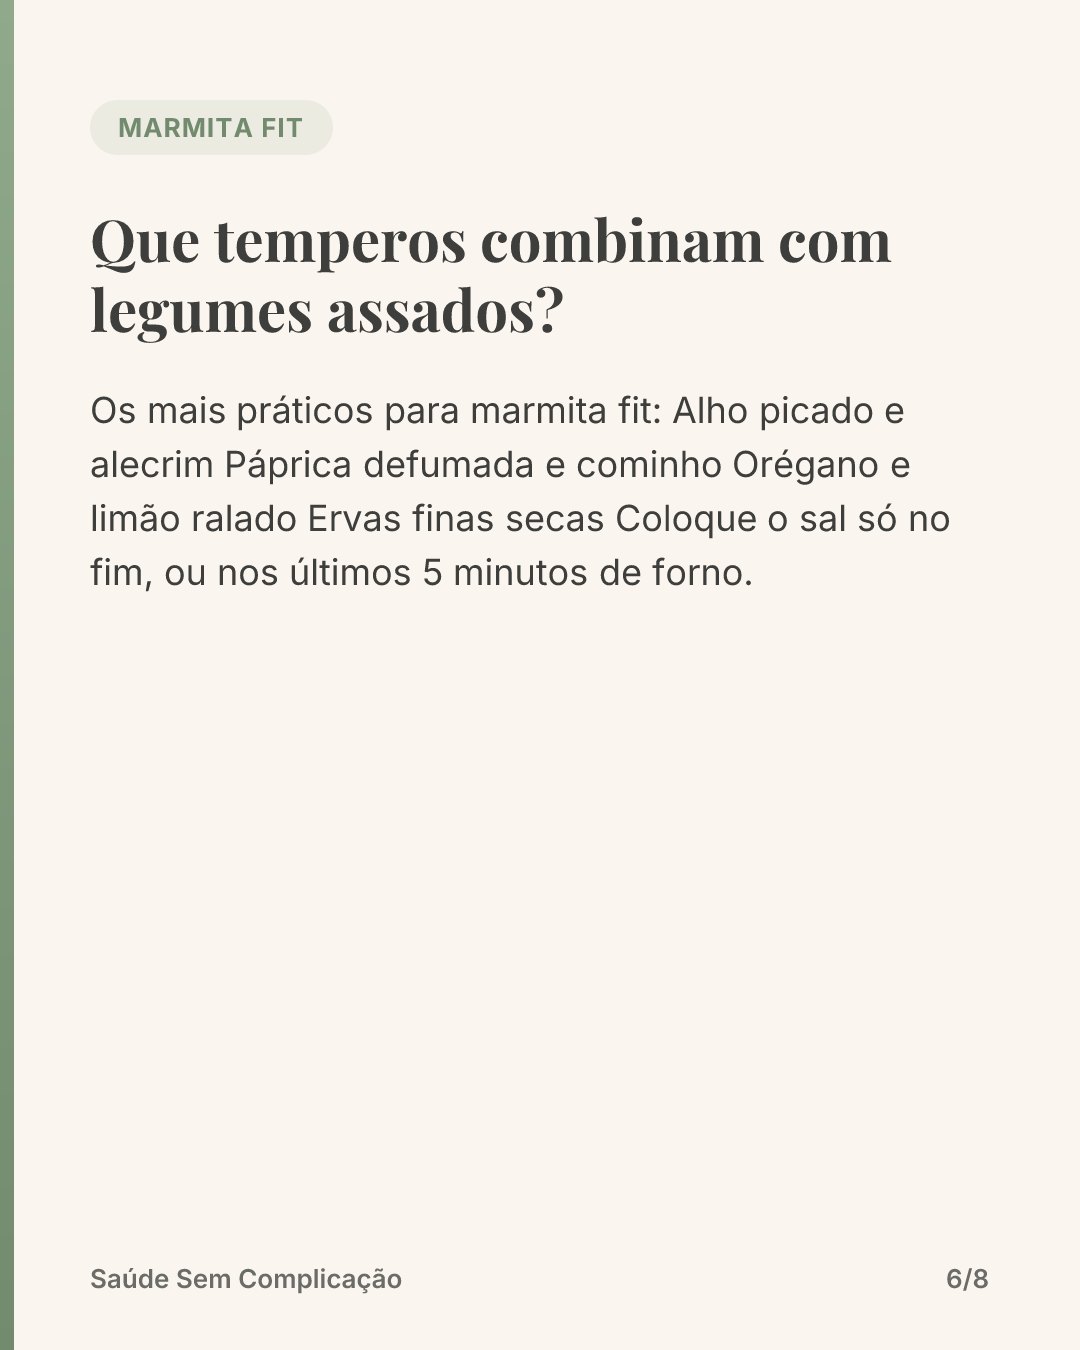 MARMITA FIT
Que temperos combinam com
legumes assados?
Os mais práticos para marmita fit: Alho picado e
alecrim Páprica defumada e cominho Orégano e
limão ralado Ervas finas secas Coloque o sal só no
fim, ou nos últimos 5 minutos de forno.
Saúde Sem Complicação
6/8